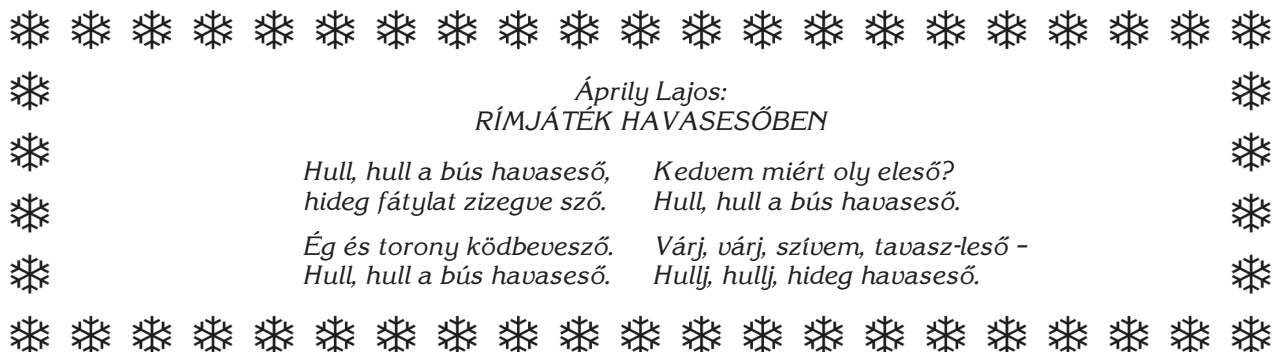 Áprily Lajos:
RÍMJÁTÉK HAVASESŐBEN
Hull, hull a bús havaseső,
hideg fátylat zizegve sző.
Ég és torony ködbevesző.
Hull, hull a bús havaseső.
Kedvem miért oly eleső?
Hull, hull a bús havaseső.
Várj, várj, szívem, tavasz-leső –
Hullj, hullj, hideg havaseső.